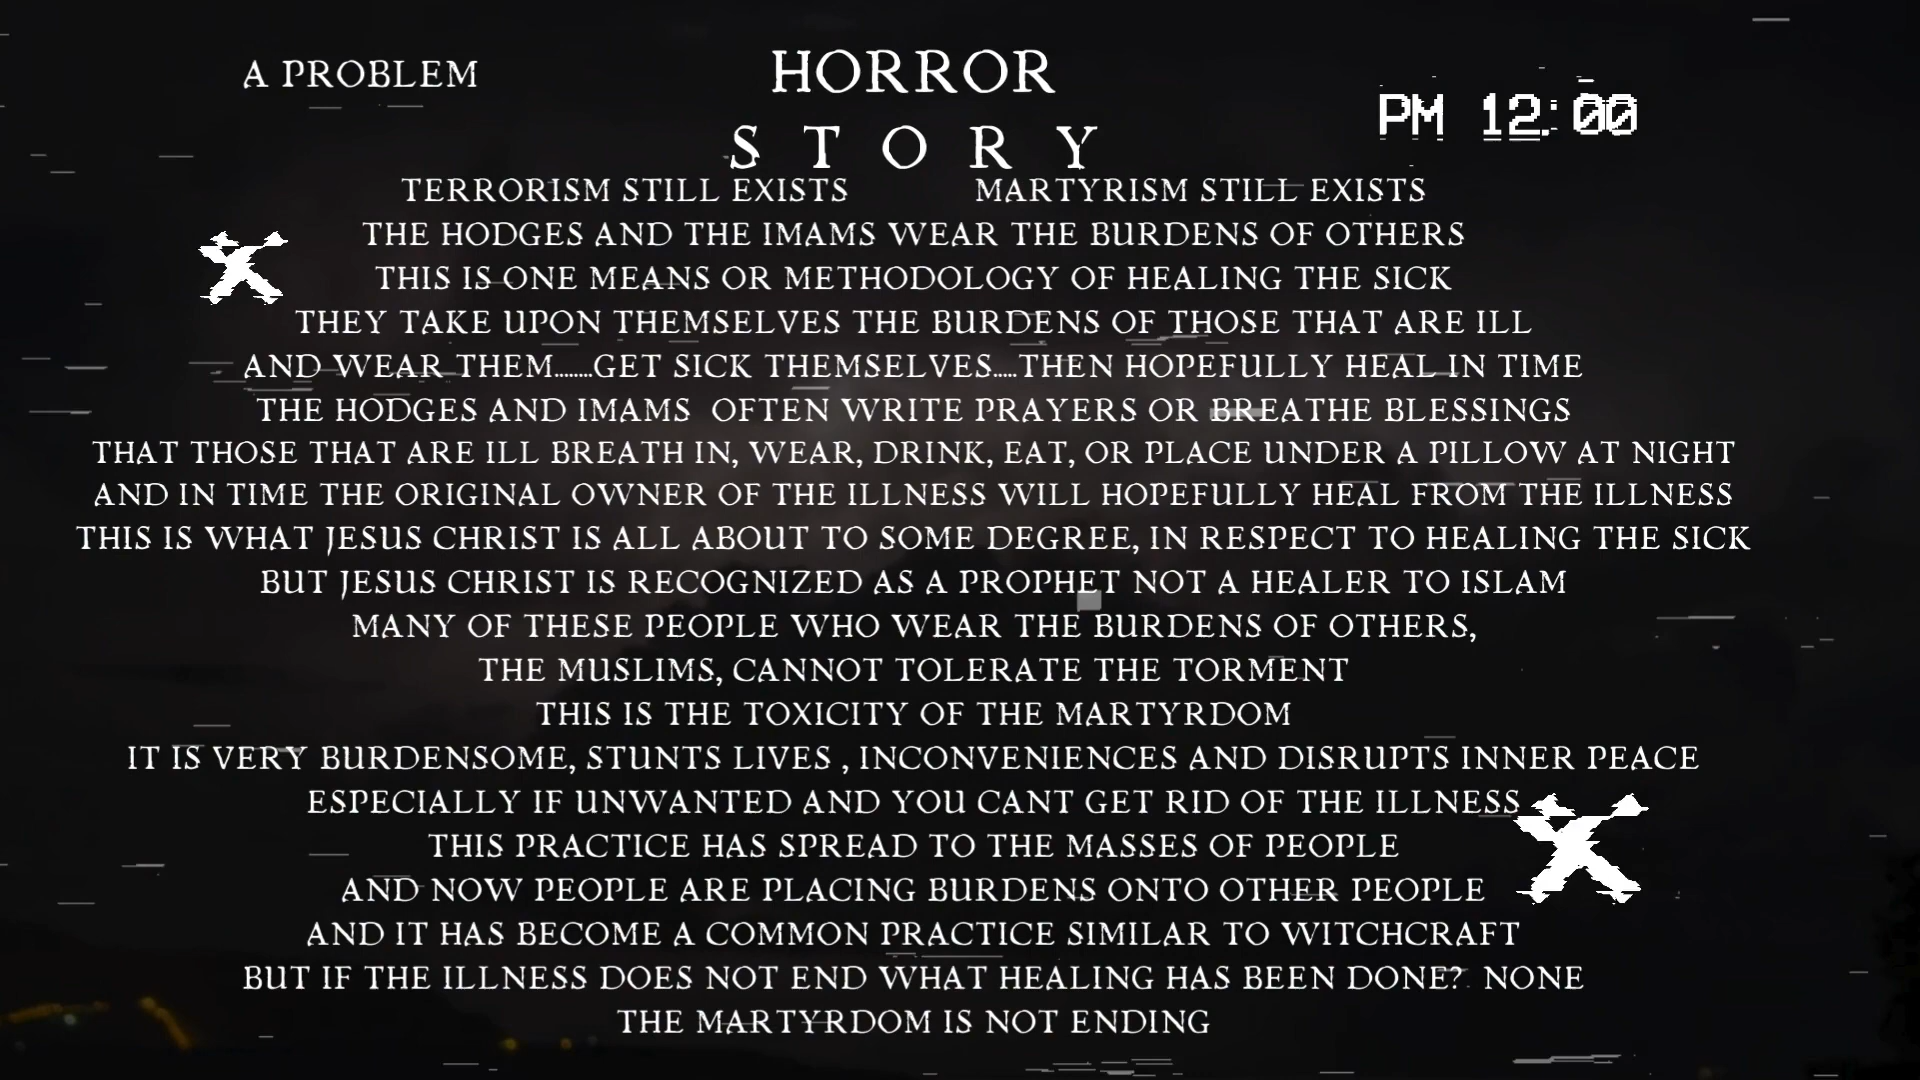 A PROBLEM
HORROR
STORY
PM 12:00
TERRORISM STILL EXISTS MARTYRISM STILL EXISTS
THE HODGES AND THE IMAMS WEAR THE BURDENS OF OTHERS
THIS IS ONE MEANS OR METHODOLOGY OF HEALING THE SICK
THEY TAKE UPON THEMSELVES THE BURDENS OF THOSE THAT ARE ILL
AND WEAR THEM.......GET SICK THEMSELVES.....THEN HOPEFULLY HEAL IN TIME
THE HODGES AND IMAMS OFTEN WRITE PRAYERS OR BREATHE BLESSINGS
THAT THOSE THAT ARE ILL BREATH IN, WEAR, DRINK, EAT, OR PLACE UNDER A PILLOW AT NIGHT
AND IN TIME THE ORIGINAL OWNER OF THE ILLNESS WILL HOPEFULLY HEAL FROM THE ILLNESS
THIS IS WHAT JESUS CHRIST IS ALL ABOUT TO SOME DEGREE, IN RESPECT TO HEALING THE SICK
BUT JESUS CHRIST IS RECOGNIZED AS A PROPHET NOT A HEALER TO ISLAM
MANY OF THESE PEOPLE WHO WEAR THE BURDENS OF OTHERS,
THE MUSLIMS, CANNOT TOLERATE THE TORMENT
THIS IS THE TOXICITY OF THE MARTYRDOM
IT IS VERY BURDENSOME, STUNTS LIVES , INCONVENIENCES AND DISRUPTS INNER PEACE
ESPECIALLY IF UNWANTED AND YOU CANT GET RID OF THE ILLNESS
THIS PRACTICE HAS SPREAD TO THE MASSES OF PEOPLE
AND NOW PEOPLE ARE PLACING BURDENS ONTO OTHER PEOPLE
AND IT HAS BECOME A COMMON PRACTICE SIMILAR TO WITCHCRAFT
BUT IF THE ILLNESS DOES NOT END WHAT HEALING HAS BEEN DONE? NONE
THE MARTYRDOM IS NOT ENDING